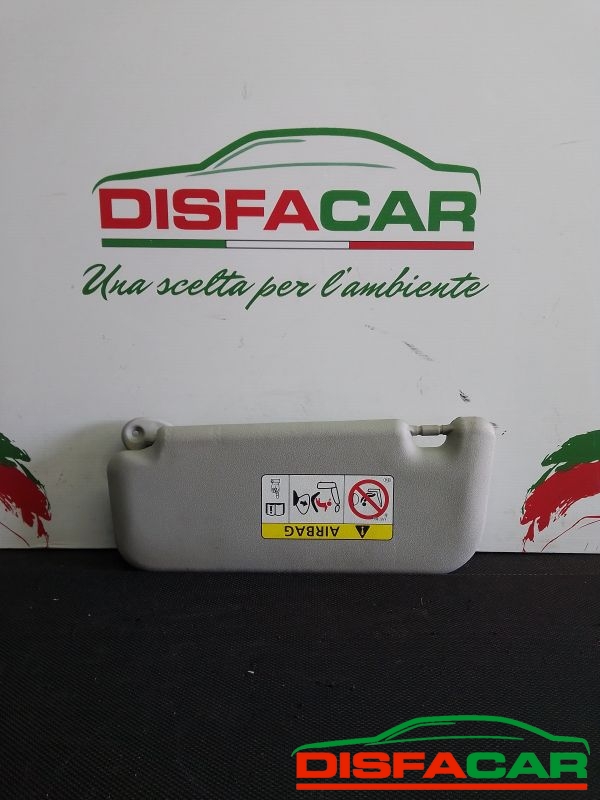 DISFACAR
Una scelta per l'ambiente
AIRBAG
DISFACAR